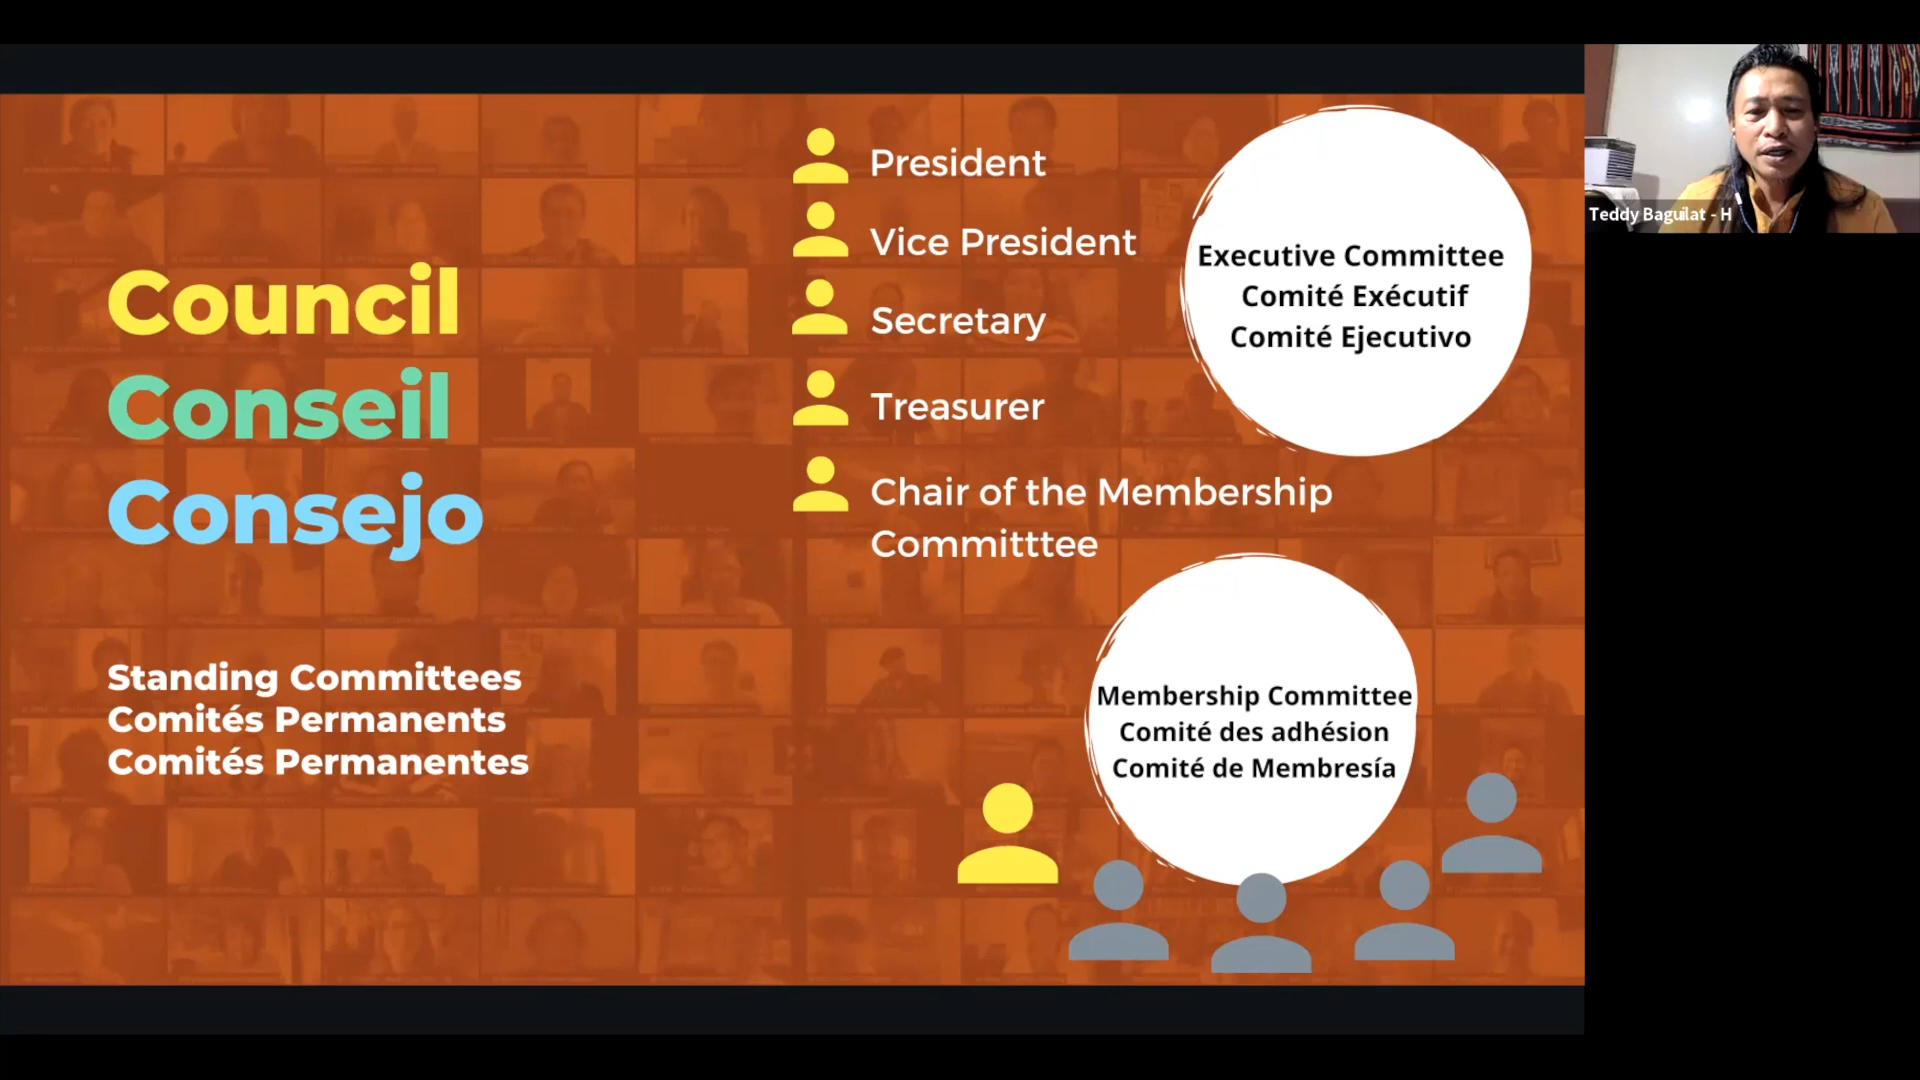 Council
Conseil
Consejo
Standing Committees
Comités Permanents
Comités Permanentes
President
Vice President
Secretary
Treasurer
Chair of the Membership
Committtee
Executive Committee
Comité Exécutif
Comité Ejecutivo
Membership Committee
Comité des adhésion
Comité de Membresía
Teddy Baguilat - H